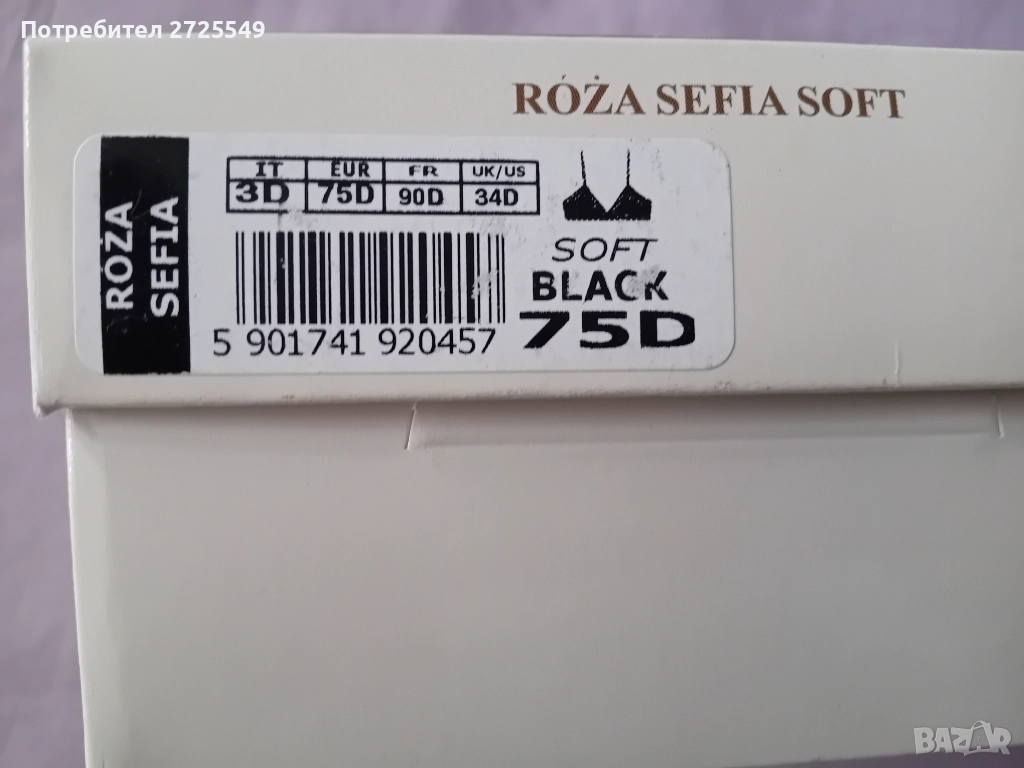 Потребител 2725549
RÓŻA SEFIA SOFT
RÓŻA
SEFIA
IT EUR FR UK/US
3D 75D 90D 34D
SOFT
BLACK
75D
5 901741 920457
BAZAR